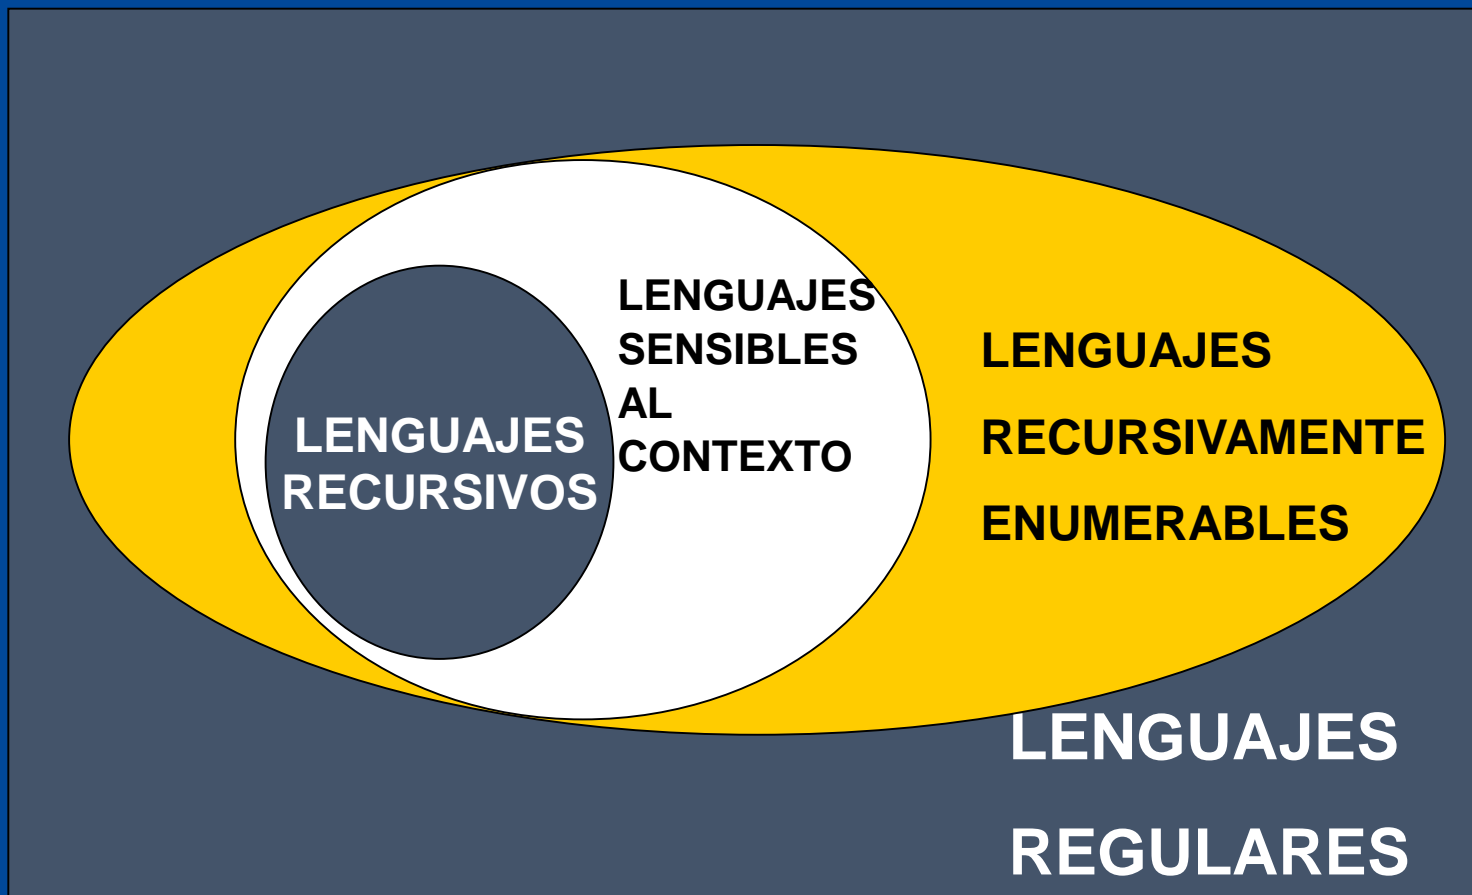 LENGUAJES
SENSIBLES
AL
CONTEXTO
LENGUAJES
RECURSIVAMENTE
ENUMERABLES
LENGUAJES
RECURSIVOS
LENGUAJES
REGULARES